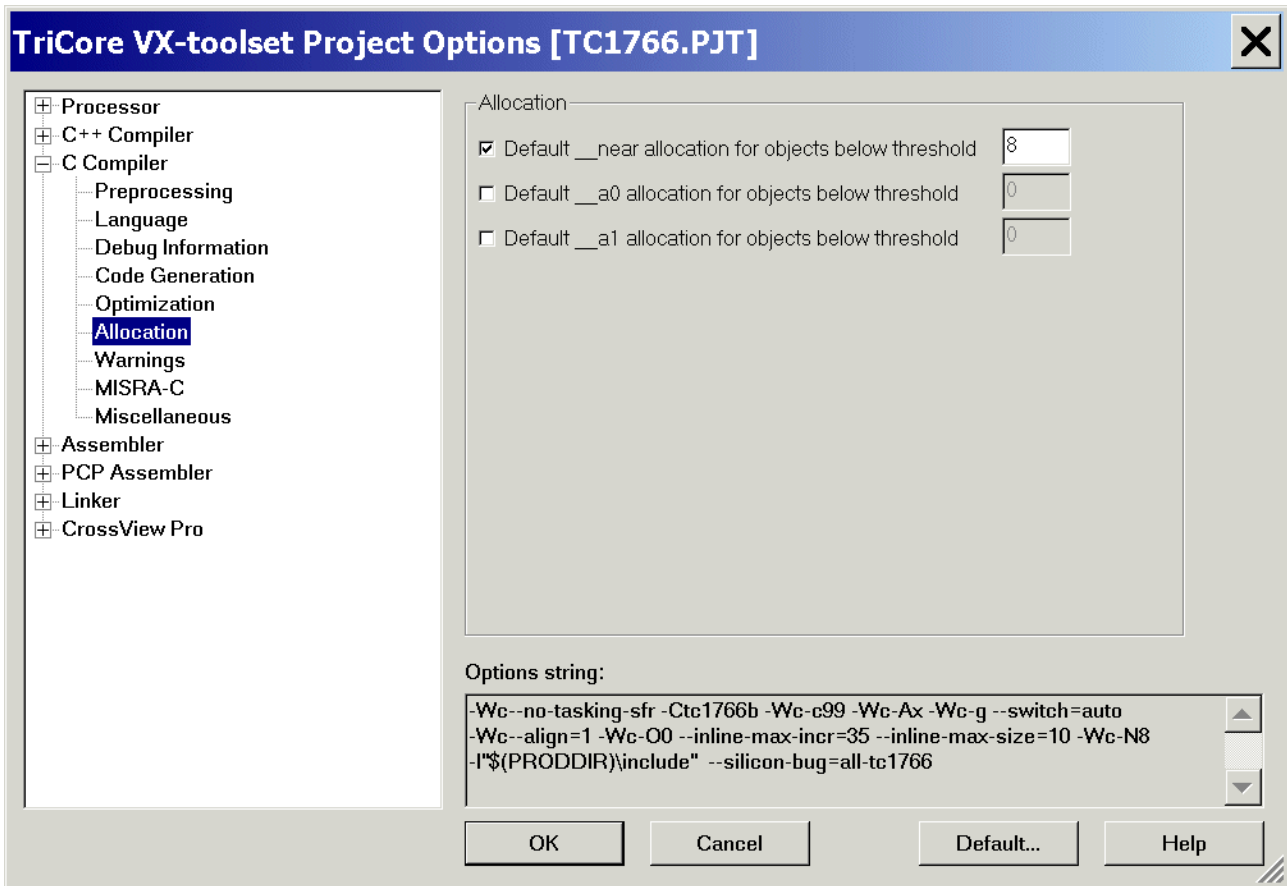 TriCore VX-toolset Project Options [TC1766.PJT]
Processor
C++ Compiler
C Compiler
Preprocessing
Language
Debug Information
Code Generation
Optimization
Allocation
Warnings
MISRA-C
Miscellaneous
Assembler
PCP Assembler
Linker
CrossView Pro
Allocation
Default __near allocation for objects below threshold 8
Default __a0 allocation for objects below threshold 0
Default __a1 allocation for objects below threshold 0
Options string:
-Wc--no-tasking-sfr -Ctc1766b -Wc-c99 -Wc-Ax -Wc-g --switch=auto
-Wc--align=1 -Wc-O0 --inline-max-incr=35 --inline-max-size=10 -Wc-N8
-I"$(PRODDIR)\include" --silicon-bug=all-tc1766
OK Cancel Default... Help